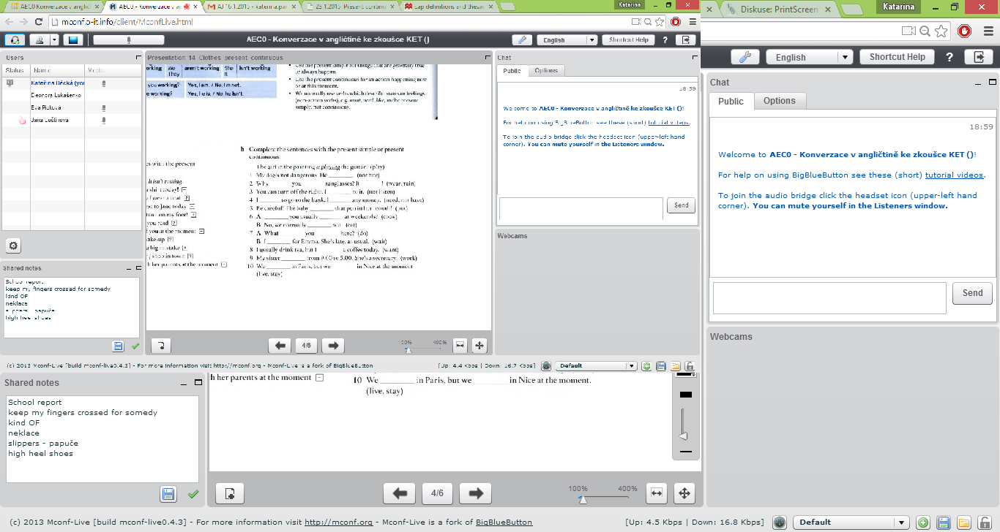 AEC0 Konverzace v anglič
AEC0 - Konverzace v an
AJ 16.1.2015 - katerina.par
23.1.2015 Present continu
cap definitions and thesau
Katarina
Diskuse: PrintScreen
Katarina
mconf.o-it.info/client/MconfLive.html
AEC0 - Konverzace v angličtině ke zkoušce KET ()
English
Shortcut Help
?
English
Shortcut Help
?
Users
Status
Name
Media
Kateřina Děcká (you
Eleonora Lukašenko
Eva Picková
Jana Luštinová
Shared notes
School report
keep my fingers crossed for somedy
kind OF
neklace
slippers - papuče
high heel shoes
Presentation: 14 Clothes present continuous
orking
We
They
aren't working
She
It
isn't working
you working?
Yes, I am. / No, I'm not.
e working?
Yes, he is. / No, he isn't.
Use the present simple for things that are generally true
or always happen.
Use the present continuous for an action happening now
or at this moment.
We normally use verbs which describe states or feelings
(non-action verbs), e.g. want, need, like, in the present
simple, not continuous.
es with the present
It isn't raining.
a shirt today! −
y / wear a coat ?
ext to Jane today −
tand on my foot! +
you read ?
f you at the moment −
ake-up. ?
a big mistake +
/ shop in town ?
h her parents at the moment −
b Complete the sentences with the present simple or present
continuous.
The girl in the painting is playing the guitar. (play)
1 My dog's not dangerous. He ________. (not bite)
2 Why ________ you ________ sunglasses? It ________! (wear, rain)
3 You can turn off the radio. I ________ to it. (not listen)
4 I ________ to go to the bank. I ________ any money. (need, not have)
5 Be careful! The baby ________ that pen in her mouth! (put)
6 A ________ you usually ________ at weekends? (cook)
B No, we normally ________ out. (eat)
7 A What ________ you ________ here? (do)
B I ________ for Emma. She's late, as usual. (wait)
8 I usually drink tea, but I ________ a coffee today. (want)
9 My sister ________ from 9.00 to 5.00. She's a secretary. (work)
10 We ________ in Paris, but we ________ in Nice at the moment.
(live, stay)
4/6
100%
400%
Chat
Public
Options
18:59
Welcome to AEC0 - Konverzace v angličtině ke zkoušce KET ()!
For help on using BigBlueButton see these (short) tutorial videos.
To join the audio bridge click the headset icon (upper-left hand
corner). You can mute yourself in the Listeners window.
Send
Webcams
Chat
Public
Options
18:59
Welcome to AEC0 - Konverzace v angličtině ke zkoušce KET ()!
For help on using BigBlueButton see these (short) tutorial videos.
To join the audio bridge click the headset icon (upper-left hand
corner). You can mute yourself in the Listeners window.
Send
Webcams
(c) 2013 Mconf-Live [build mconf-live0.4.3] - For more information visit http://mconf.org - Mconf-Live is a fork of BigBlueButton
[Up: 4.4 Kbps | Down: 16.7 Kbps]
Default
Shared notes
School report
keep my fingers crossed for somedy
kind OF
neklace
slippers - papuče
high heel shoes
h her parents at the moment −
10 We ________ in Paris, but we ________ in Nice at the moment.
(live, stay)
4/6
100%
400%
(c) 2013 Mconf-Live [build mconf-live0.4.3] - For more information visit http://mconf.org - Mconf-Live is a fork of BigBlueButton
[Up: 4.5 Kbps | Down: 16.8 Kbps]
Default